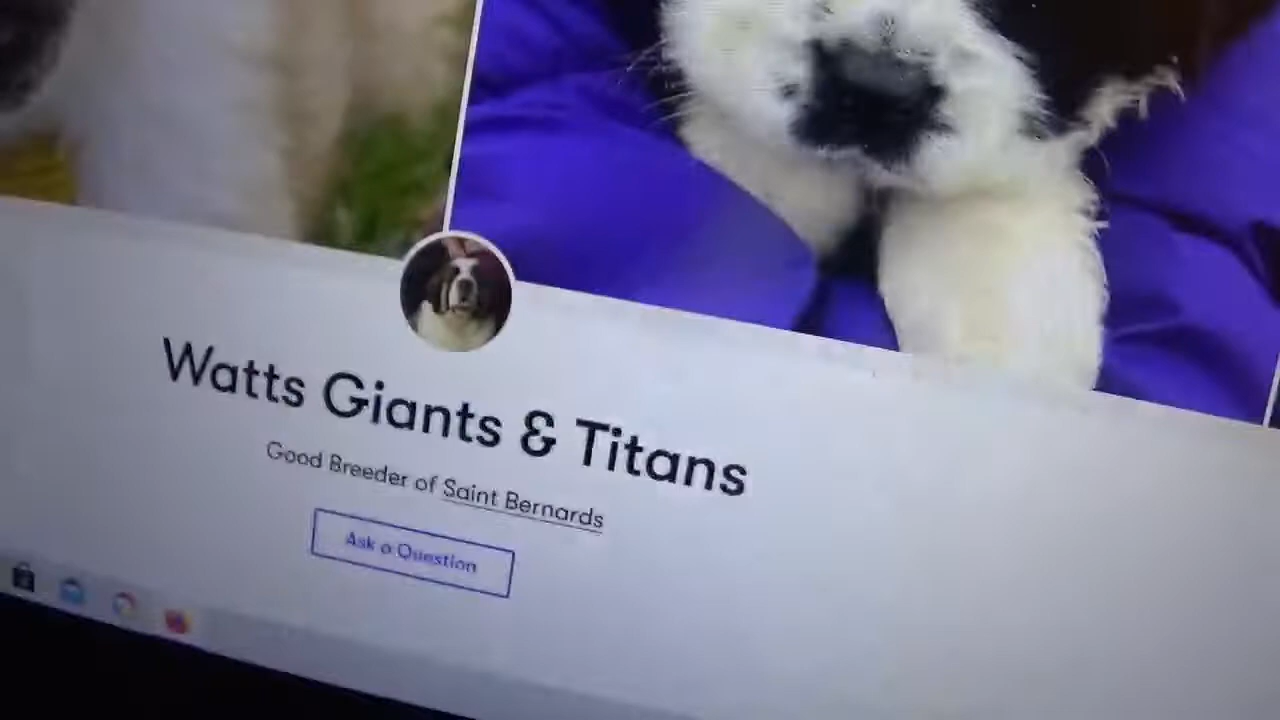 Watts Giants & Titans
Good Breeder of Saint Bernards
Ask a Question